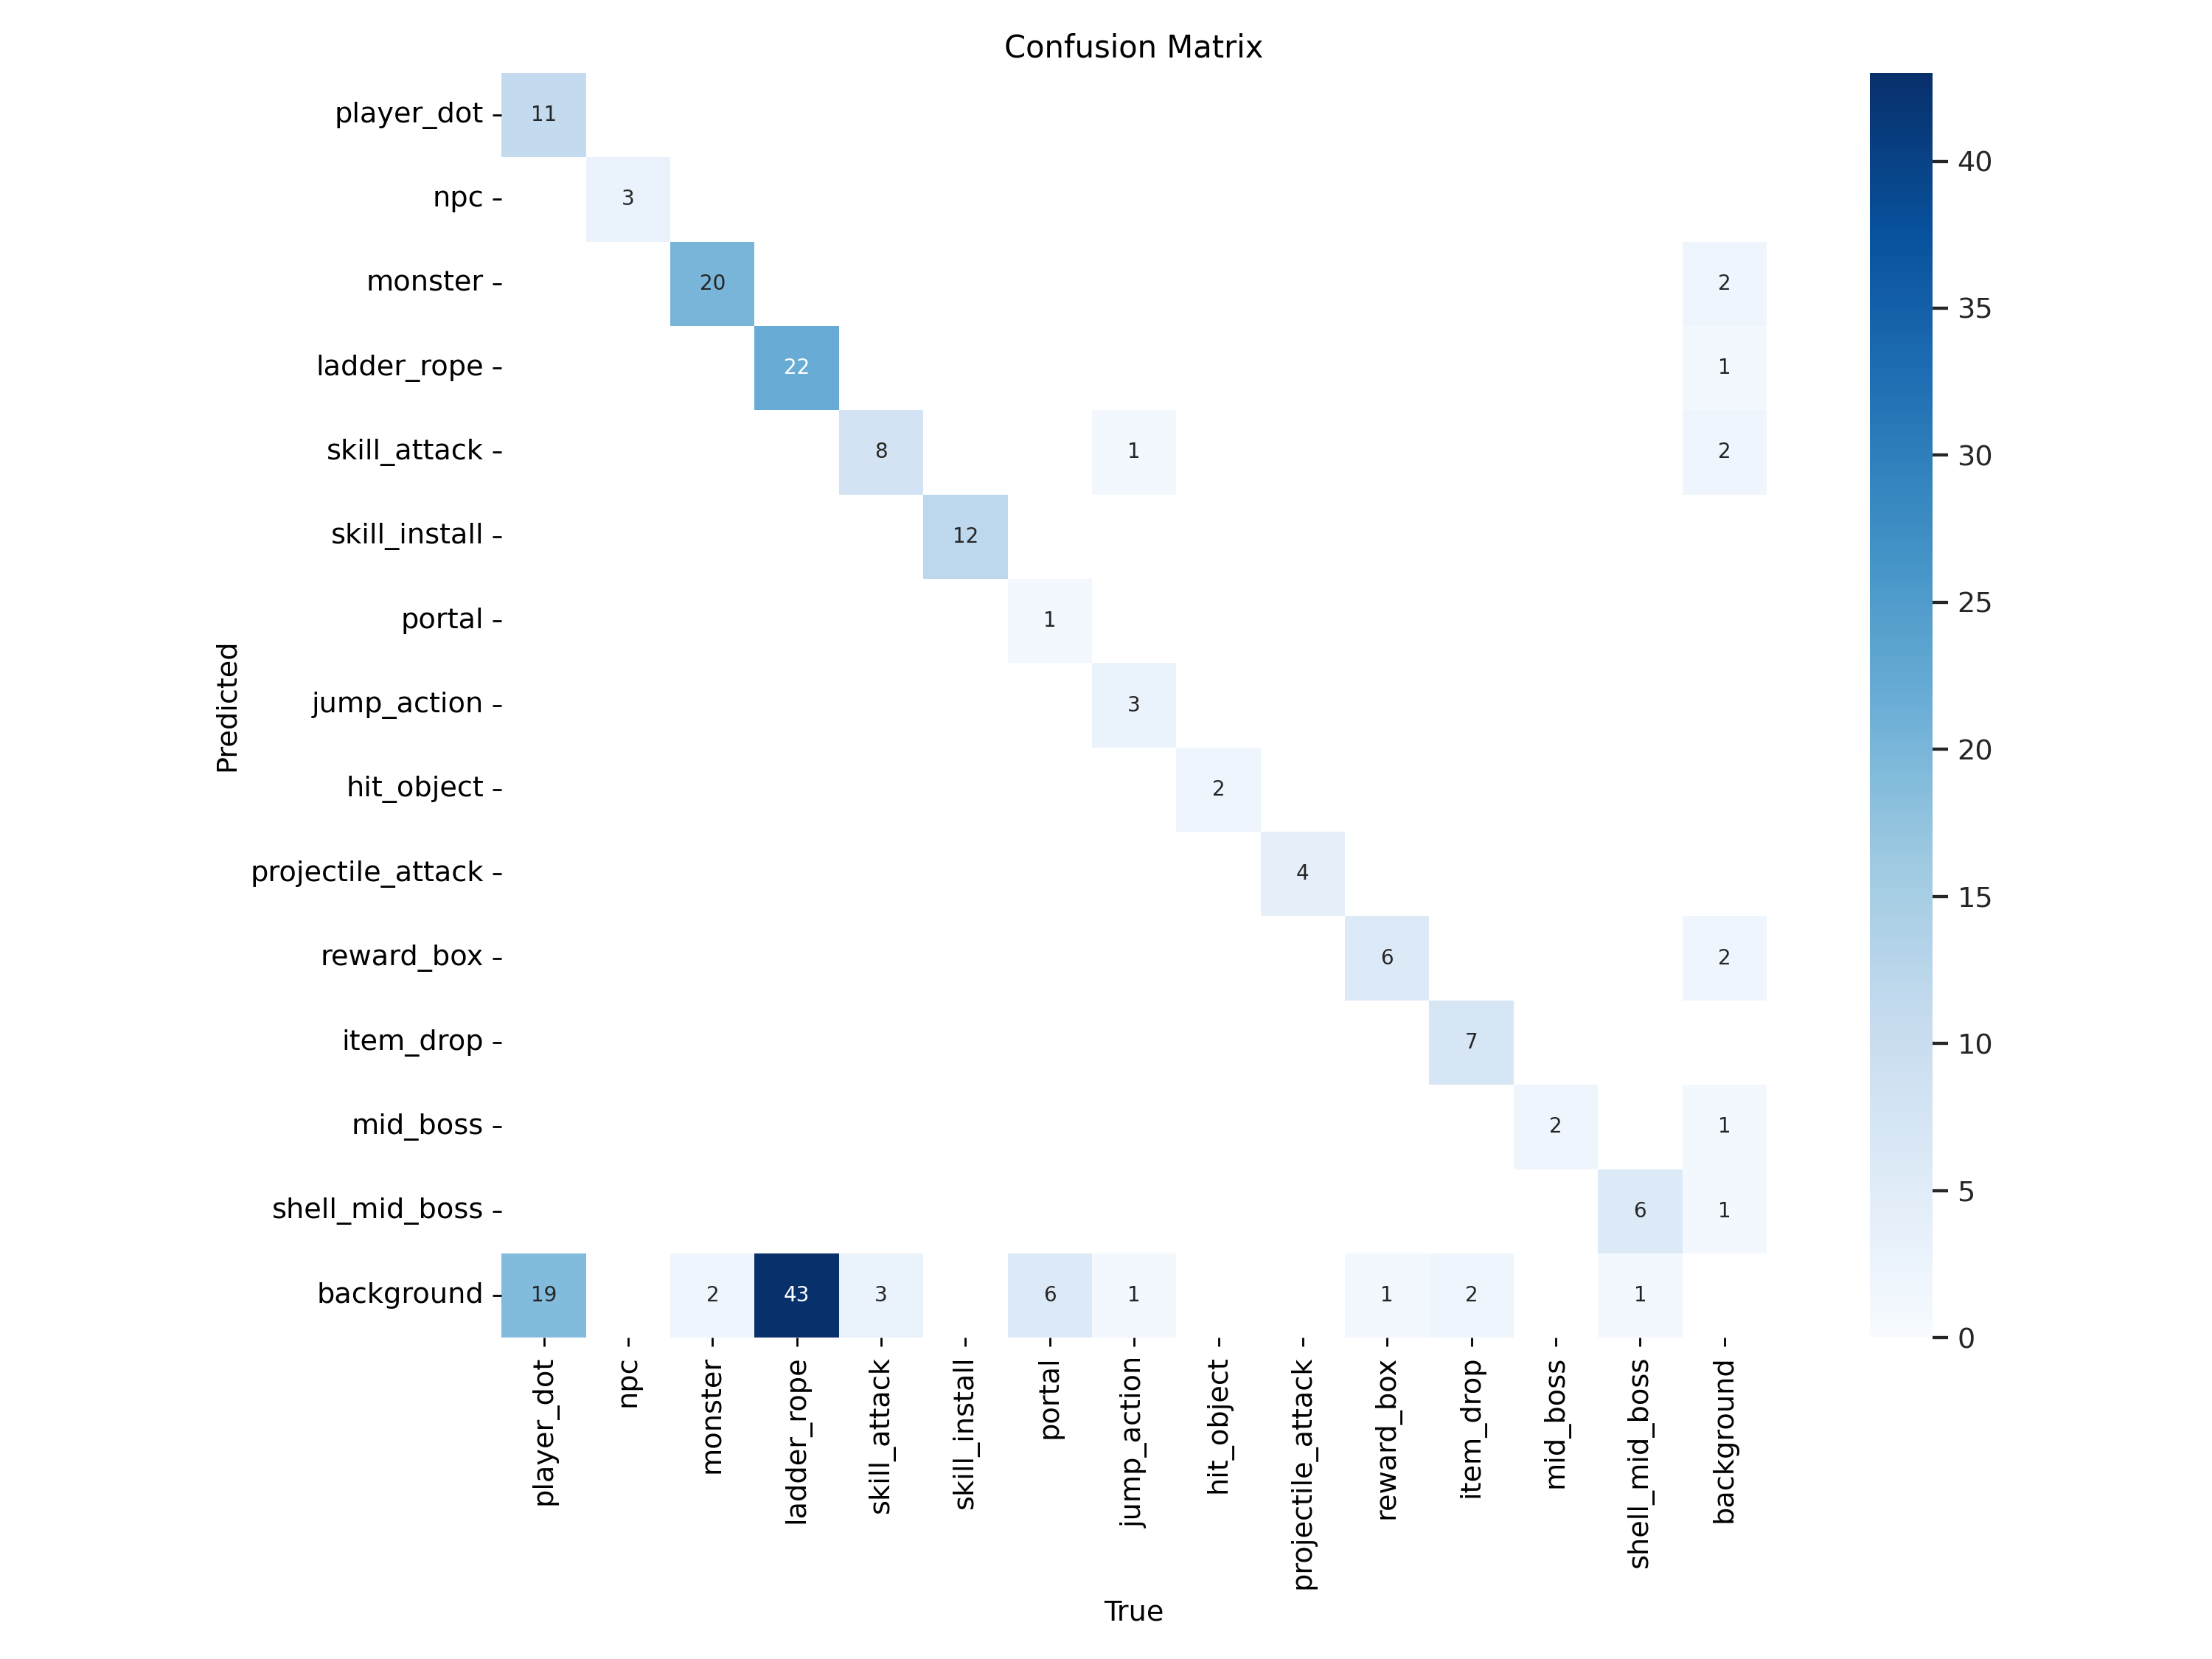 Confusion Matrix
player_dot
npc
monster
ladder_rope
skill_attack
skill_install
portal
jump_action
hit_object
projectile_attack
reward_box
item_drop
mid_boss
shell_mid_boss
background
Predicted
11
3
20 2
22 1
8 1 2
12
1
3
2
4
6 2
7
2 1
6 1
19 2 43 3 6 1 1 2 1
player_dot
npc
monster
ladder_rope
skill_attack
skill_install
portal
jump_action
hit_object
projectile_attack
reward_box
item_drop
mid_boss
shell_mid_boss
background
True
40
35
30
25
20
15
10
5
0